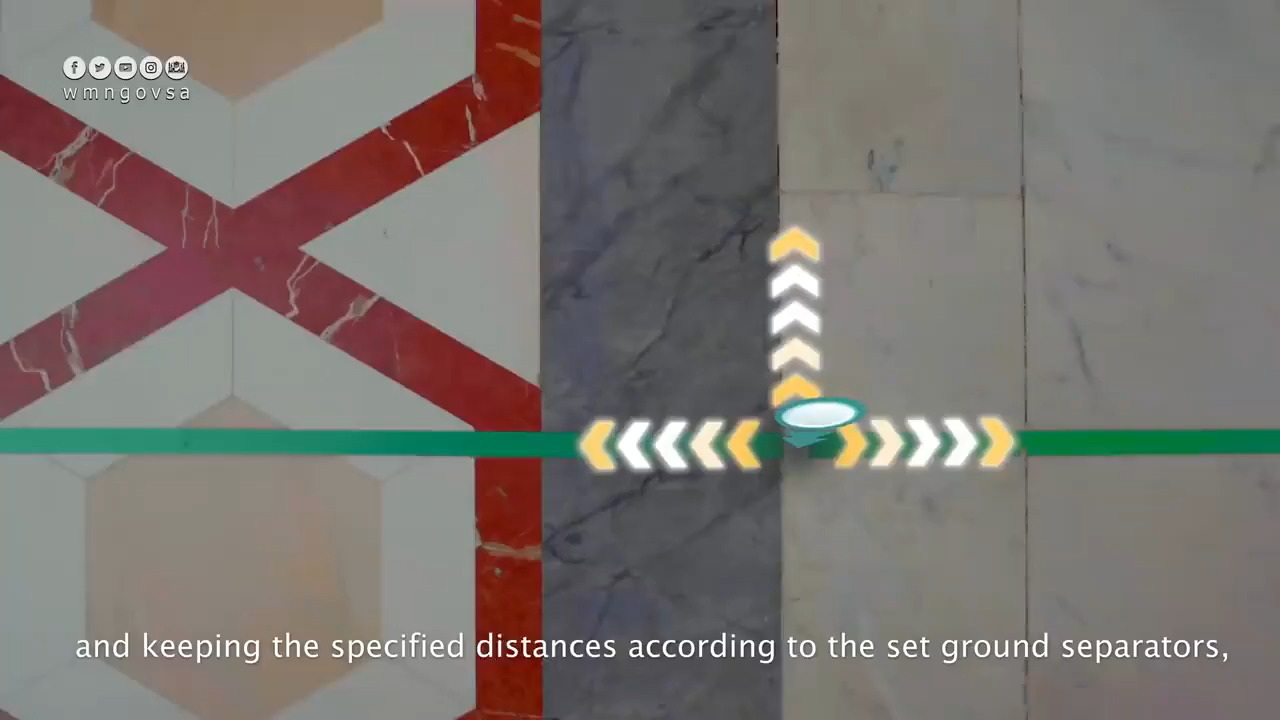 wmngovsa
and keeping the specified distances according to the set ground separators,